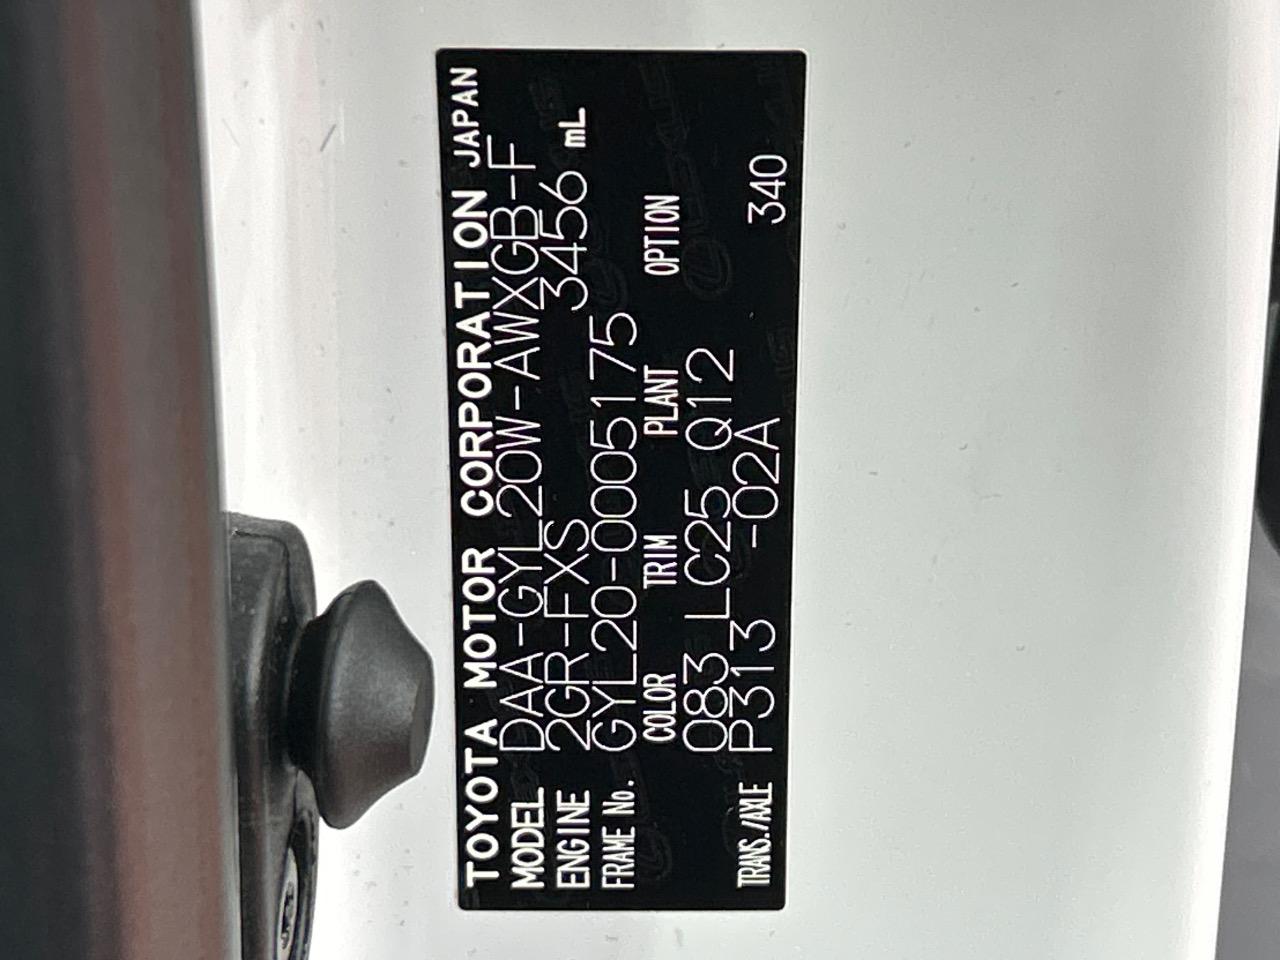 TOYOTA MOTOR CORPORATION JAPAN
MODEL DAA-GYL20W-AWXGB-F
ENGINE 2GR-FXS 3456 mL
FRAME No. GYL20-0005175
COLOR TRIM PLANT OPTION
083 LC25 Q12
TRANS./AXLE P313 -02A 340